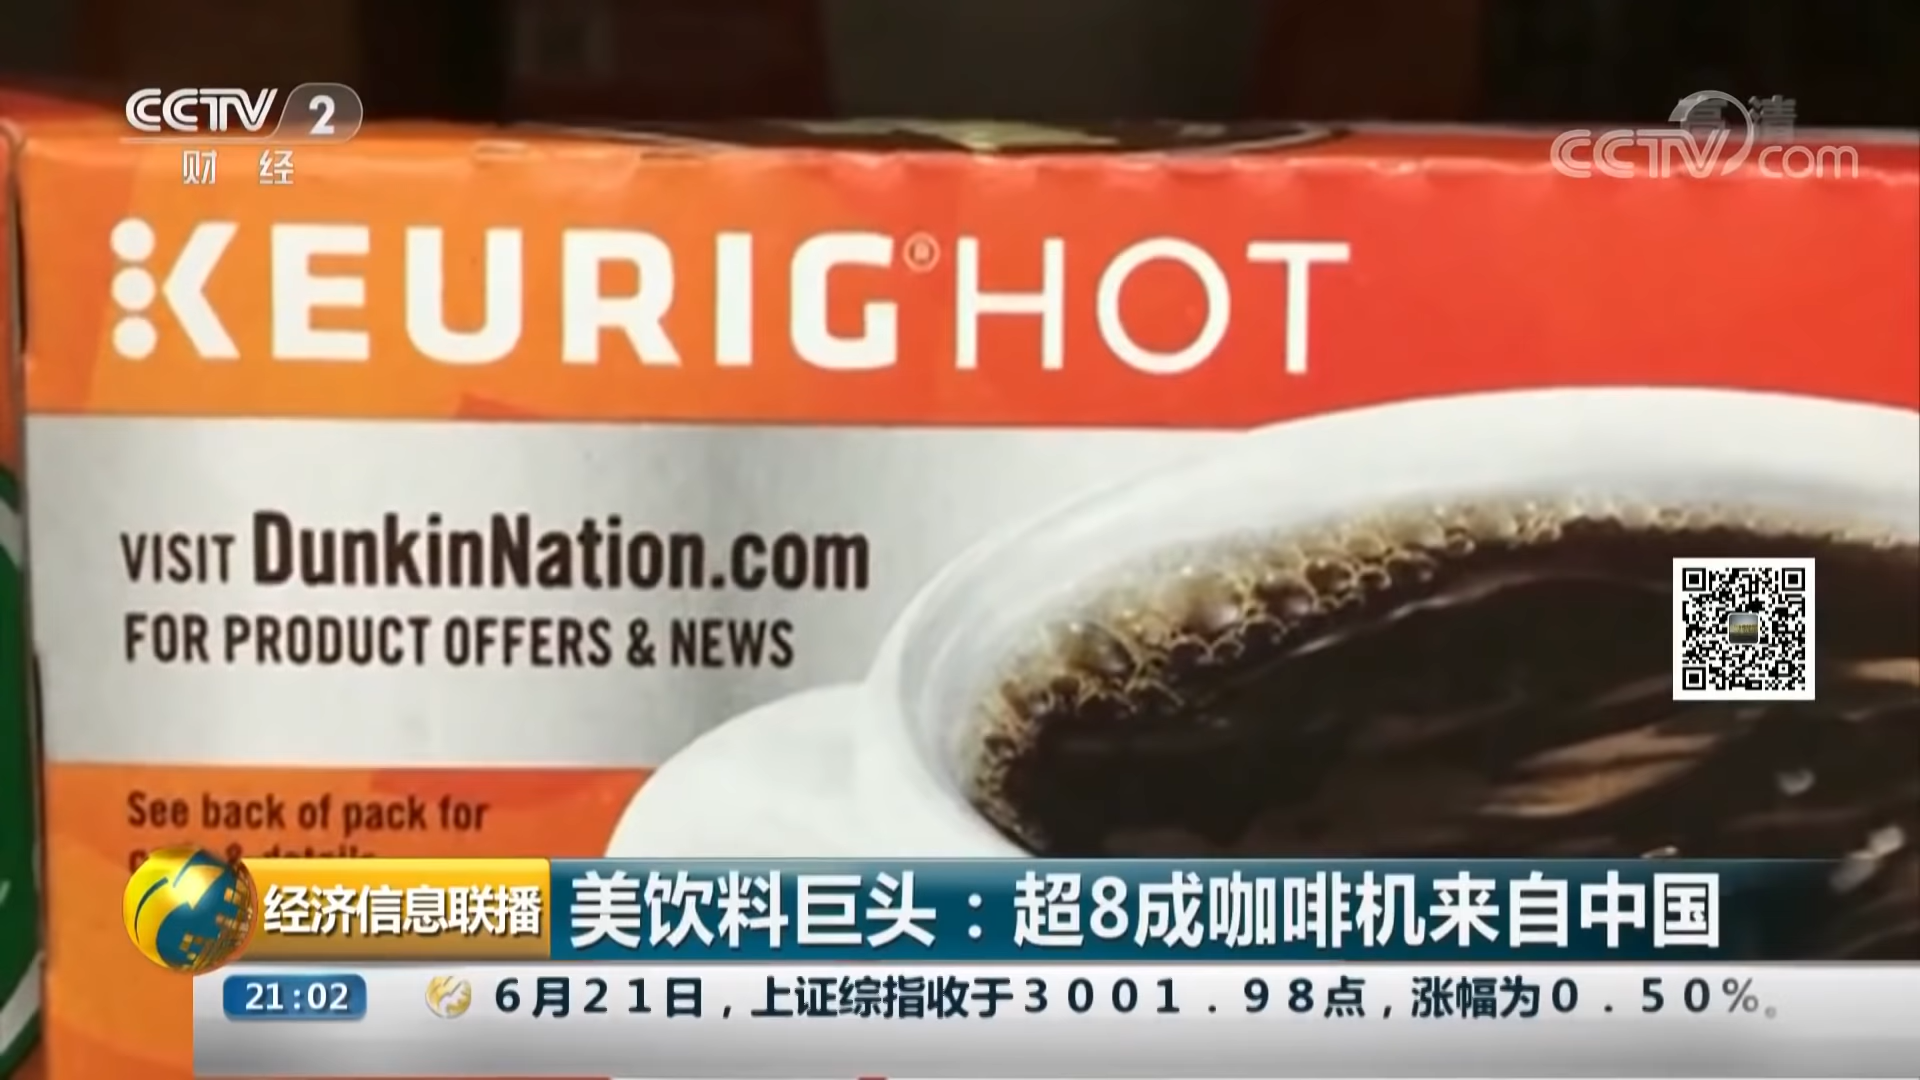 CCTV 2
财 经
高清
CCTV.com
KEURIG®HOT
VISIT DunkinNation.com
FOR PRODUCT OFFERS & NEWS
See back of pack for
经济信息联播
美饮料巨头：超8成咖啡机来自中国
21:02
6月21日，上证综指收于3001.98点，涨幅为0.50%。